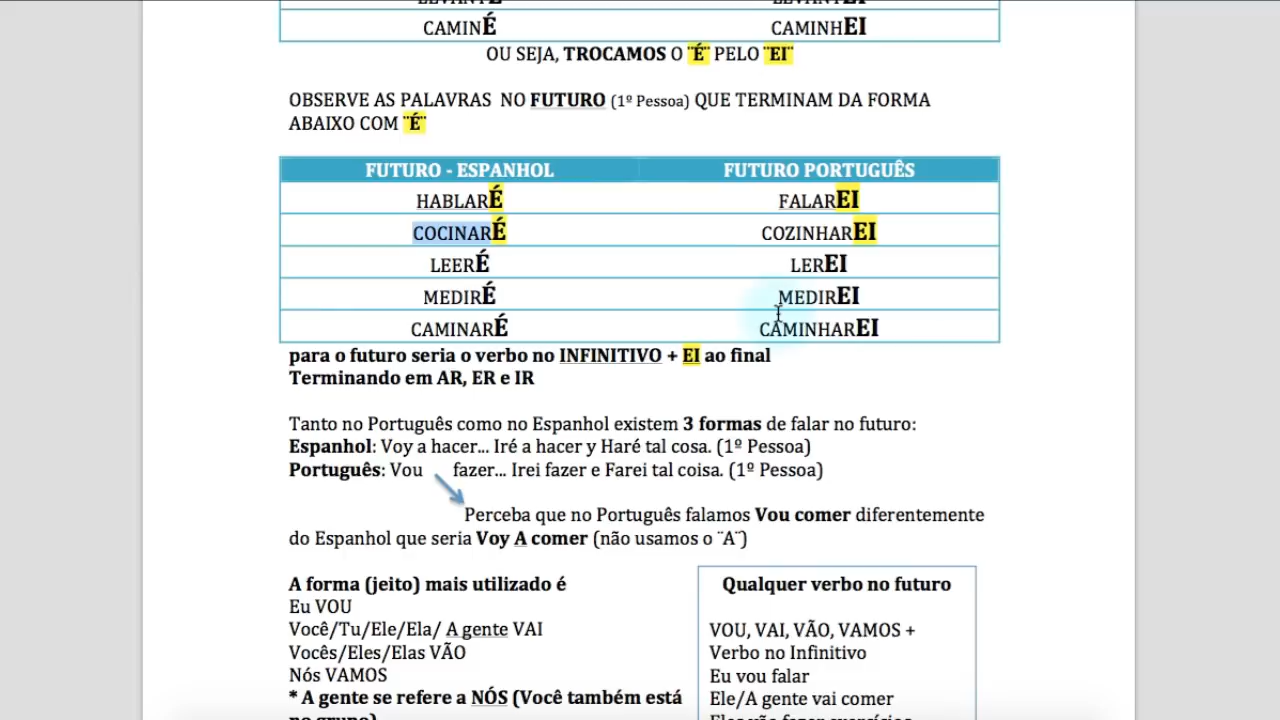 CAMINÉ CAMINHEI
OU SEJA, TROCAMOS O ¨É¨ PELO ¨EI¨
OBSERVE AS PALAVRAS NO FUTURO (1º Pessoa) QUE TERMINAM DA FORMA
ABAIXO COM ¨É¨
FUTURO - ESPANHOL FUTURO PORTUGUÊS
HABLARÉ FALAREI
COCINARÉ COZINHAREI
LEERÉ LEREI
MEDIRÉ MEDIREI
CAMINARÉ CAMINHAREI
para o futuro seria o verbo no INFINITIVO + EI ao final
Terminando em AR, ER e IR
Tanto no Português como no Espanhol existem 3 formas de falar no futuro:
Espanhol: Voy a hacer... Iré a hacer y Haré tal cosa. (1º Pessoa)
Português: Vou fazer... Irei fazer e Farei tal coisa. (1º Pessoa)
Perceba que no Português falamos Vou comer diferentemente
do Espanhol que seria Voy A comer (não usamos o ¨A¨)
A forma (jeito) mais utilizado é
Eu VOU
Você/Tu/Ele/Ela/ A gente VAI
Vocês/Eles/Elas VÃO
Nós VAMOS
* A gente se refere a NÓS (Você também está
no grupo)
Qualquer verbo no futuro
VOU, VAI, VÃO, VAMOS +
Verbo no Infinitivo
Eu vou falar
Ele/A gente vai comer